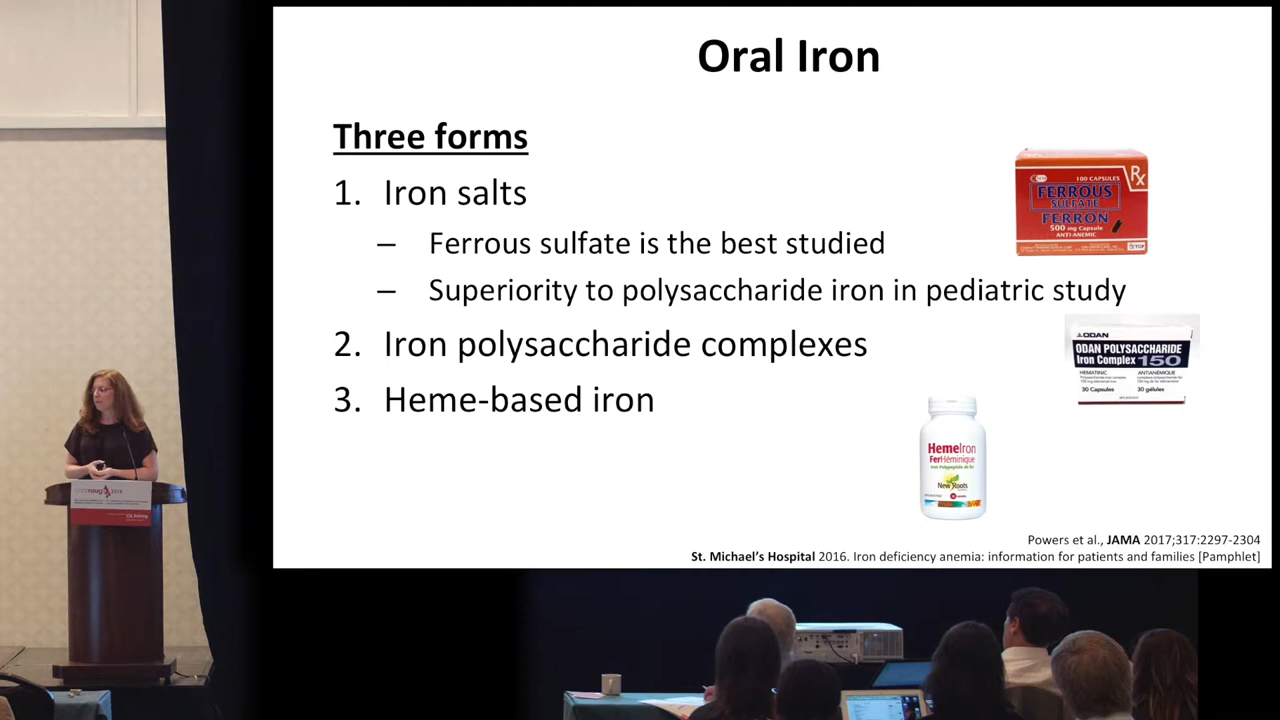 Oral Iron
Three forms
1. Iron salts
– Ferrous sulfate is the best studied
– Superiority to polysaccharide iron in pediatric study
2. Iron polysaccharide complexes
3. Heme-based iron
100 CAPSULES
Rx
FERROUS
SULFATE
FERRON
500 mg Capsule
ANTI-ANEMIC
ODAN
ODAN POLYSACCHARIDE
Iron Complex 150
HEMATINIC ANTIANÉMIQUE
30 Capsules 30 gélules
HemeIron
FerHéminique
New Roots
Powers et al., JAMA 2017;317:2297-2304
St. Michael's Hospital 2016. Iron deficiency anemia: information for patients and families [Pamphlet]
2019